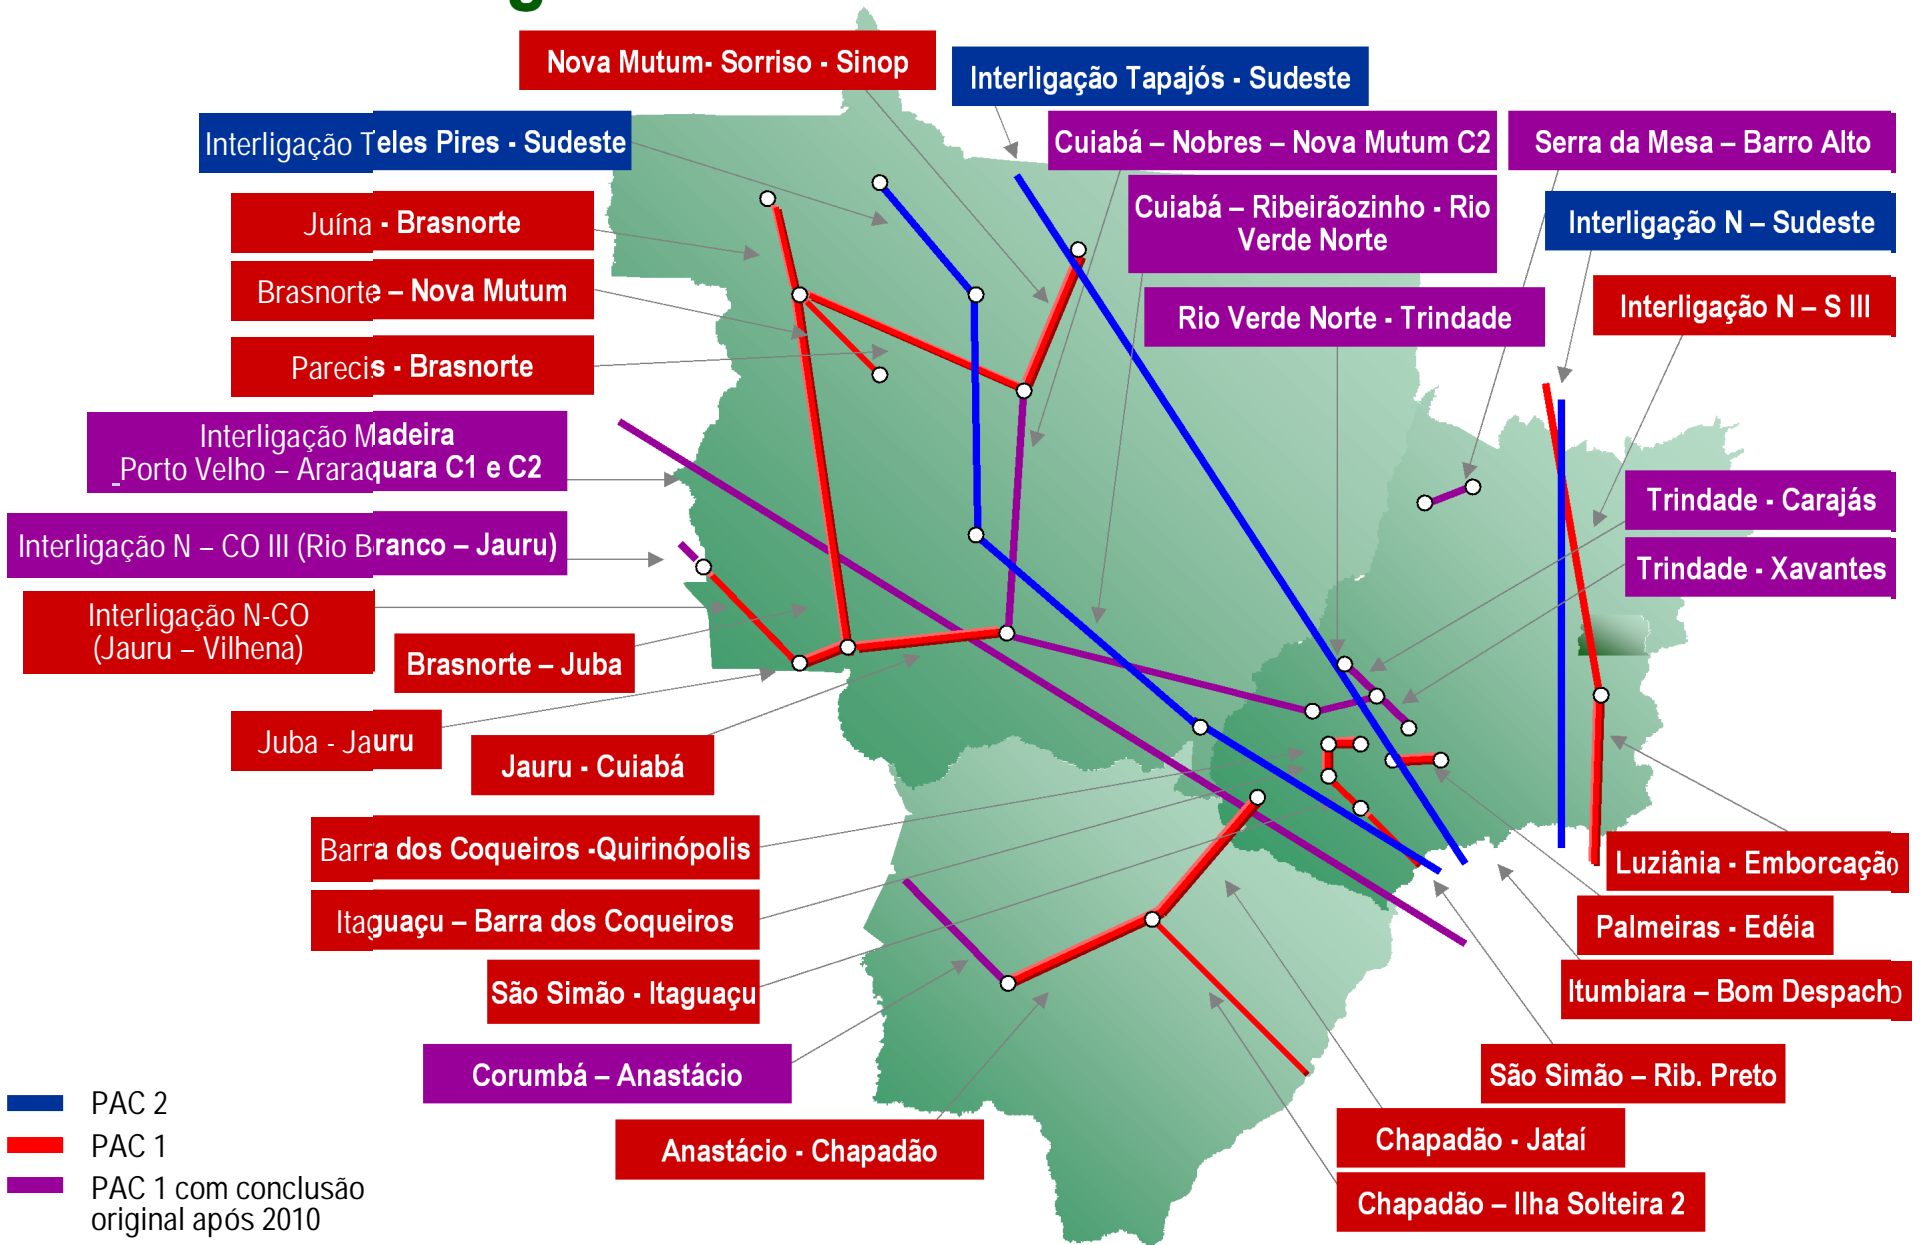 Nova Mutum- Sorriso - Sinop
Interligação Tapajós - Sudeste
Interligação Teles Pires - Sudeste
Cuiabá – Nobres – Nova Mutum C2
Serra da Mesa – Barro Alto
Juína - Brasnorte
Cuiabá – Ribeirãozinho - Rio
Verde Norte
Interligação N – Sudeste
Brasnorte – Nova Mutum
Rio Verde Norte - Trindade
Interligação N – S III
Parecis - Brasnorte
Interligação Madeira
_Porto Velho – Araraquara C1 e C2
Trindade - Carajás
Interligação N – CO III (Rio Branco – Jauru)
Trindade - Xavantes
Interligação N-CO
(Jauru – Vilhena)
Brasnorte – Juba
Juba - Jauru
Jauru - Cuiabá
Barra dos Coqueiros -Quirinópolis
Luziânia - Emborcação
Itaguaçu – Barra dos Coqueiros
Palmeiras - Edéia
São Simão - Itaguaçu
Itumbiara – Bom Despacho
Corumbá – Anastácio
São Simão – Rib. Preto
Anastácio - Chapadão
Chapadão - Jataí
Chapadão – Ilha Solteira 2
PAC 2
PAC 1
PAC 1 com conclusão
original após 2010